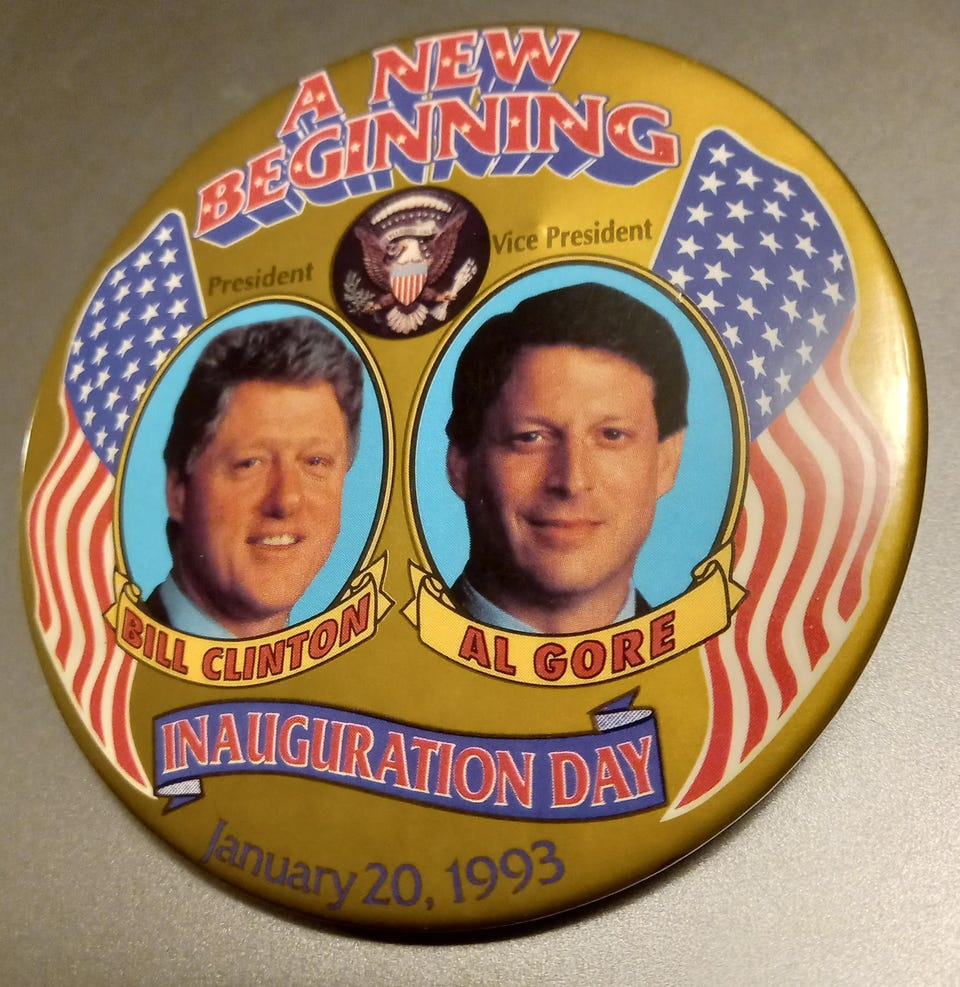 A NEW
BEGINNING
President
Vice President
BILL CLINTON
AL GORE
INAUGURATION DAY
January 20, 1993